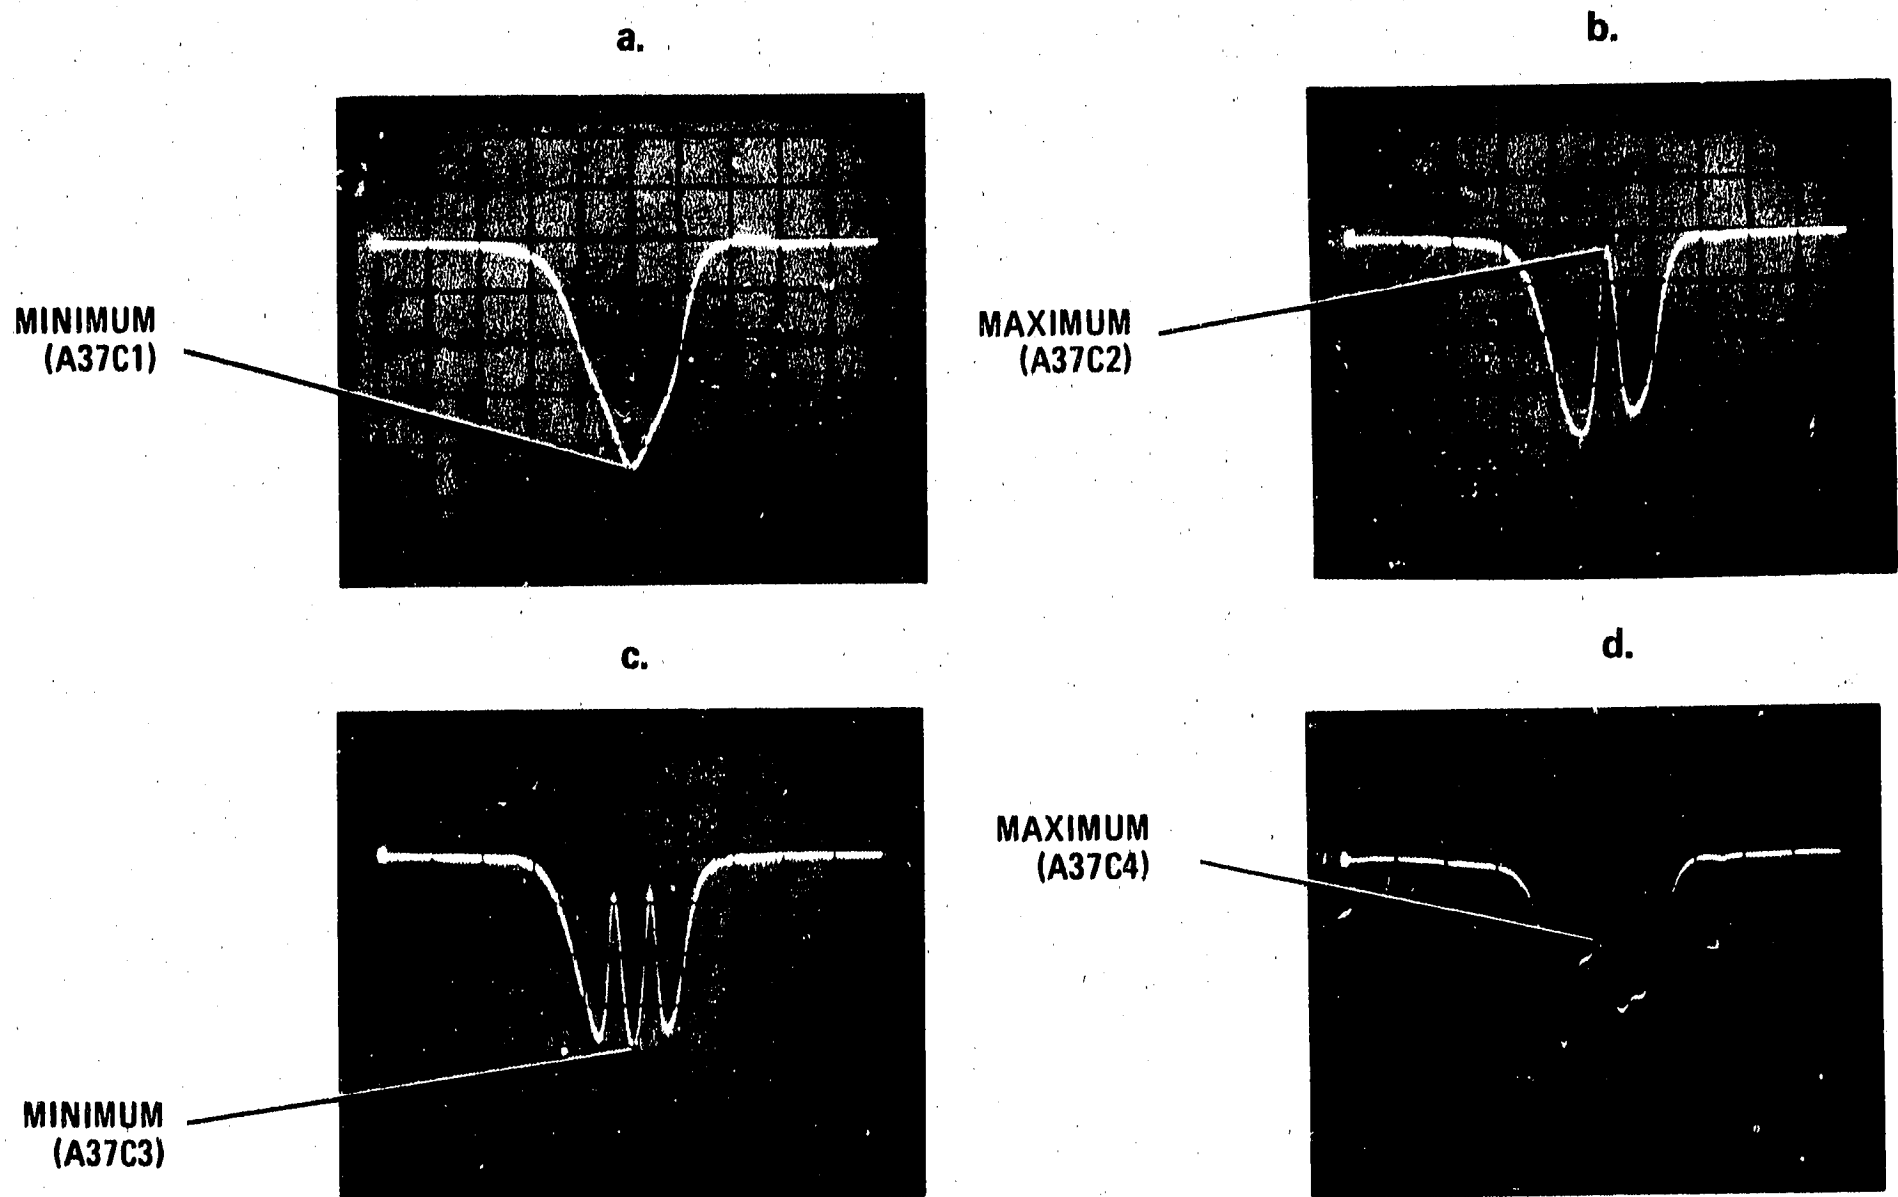 a.
b.
MINIMUM
(A37C1)
MAXIMUM
(A37C2)
c.
d.
MAXIMUM
(A37C4)
MINIMUM
(A37C3)